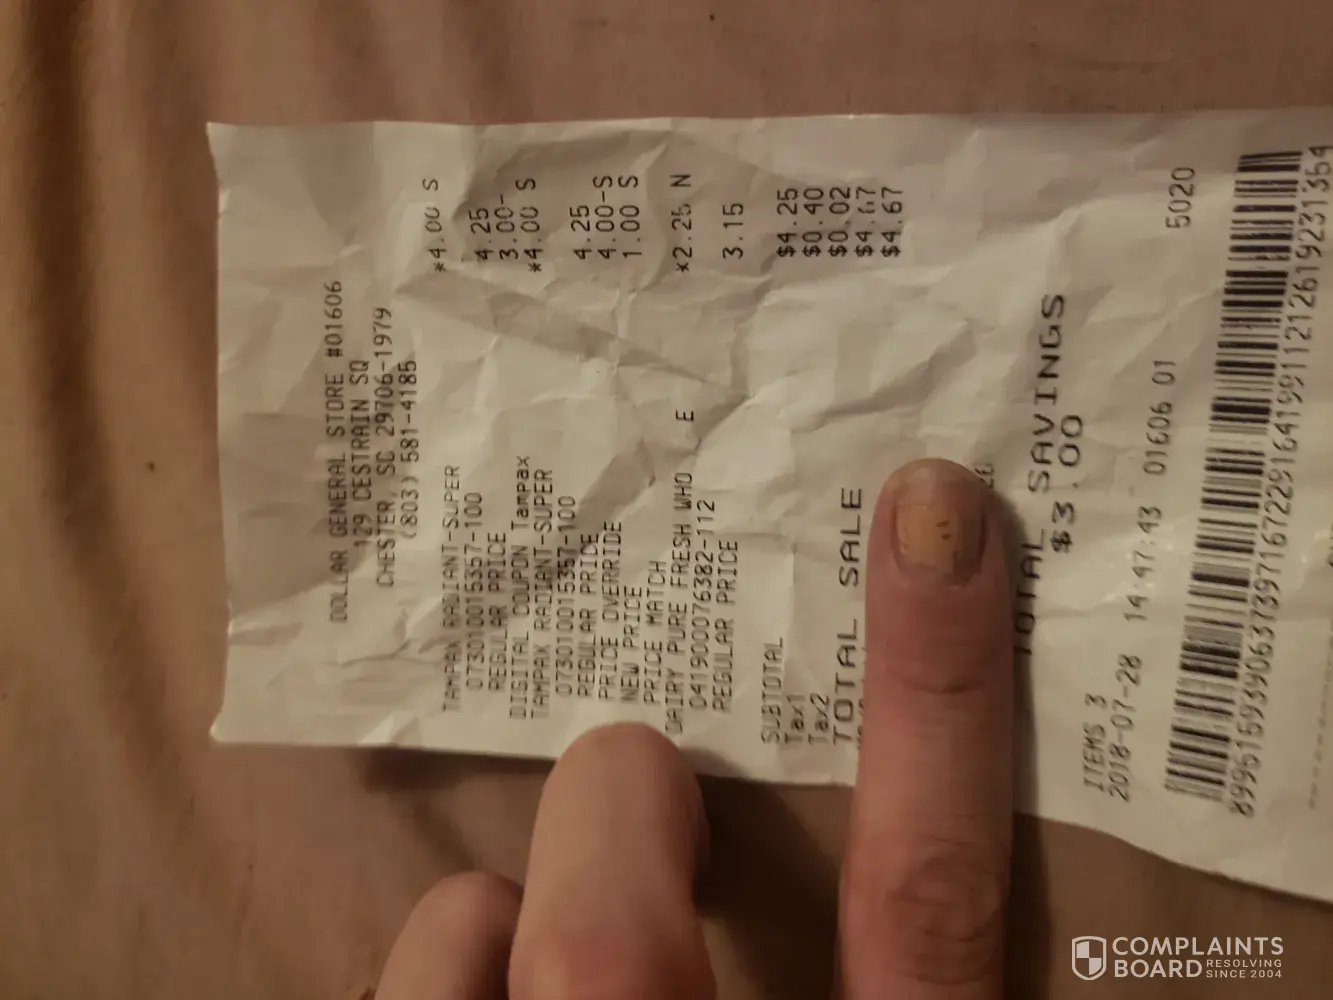 DOLLAR GENERAL STORE #01606
129 CESTRAIN SQ
CHESTER, SC 29706-1979
(803) 581-4185
TAMPAX RADIANT-SUPER *4.00 S
073010015357-100
REGULAR PRICE 4.25
DIGITAL COUPON Tampax 3.00-
TAMPAX RADIANT-SUPER *4.00 S
073010015357-100
REGULAR PRICE 4.25
PRICE OVERRIDE 4.00-S
NEW PRICE 1.00 S
PRICE MATCH
DAIRY PURE FRESH WHO E *2.25 N
041900076382-112
REGULAR PRICE 3.15
SUBTOTAL $4.25
Tax1 $0.40
Tax2 $0.02
TOTAL SALE $4.67
$4.67
TOTAL SAVINGS
$3.00
ITEMS 3
2018-07-28 14:47:43 01606 01 5020
COMPLAINTS
BOARD RESOLVING
SINCE 2004